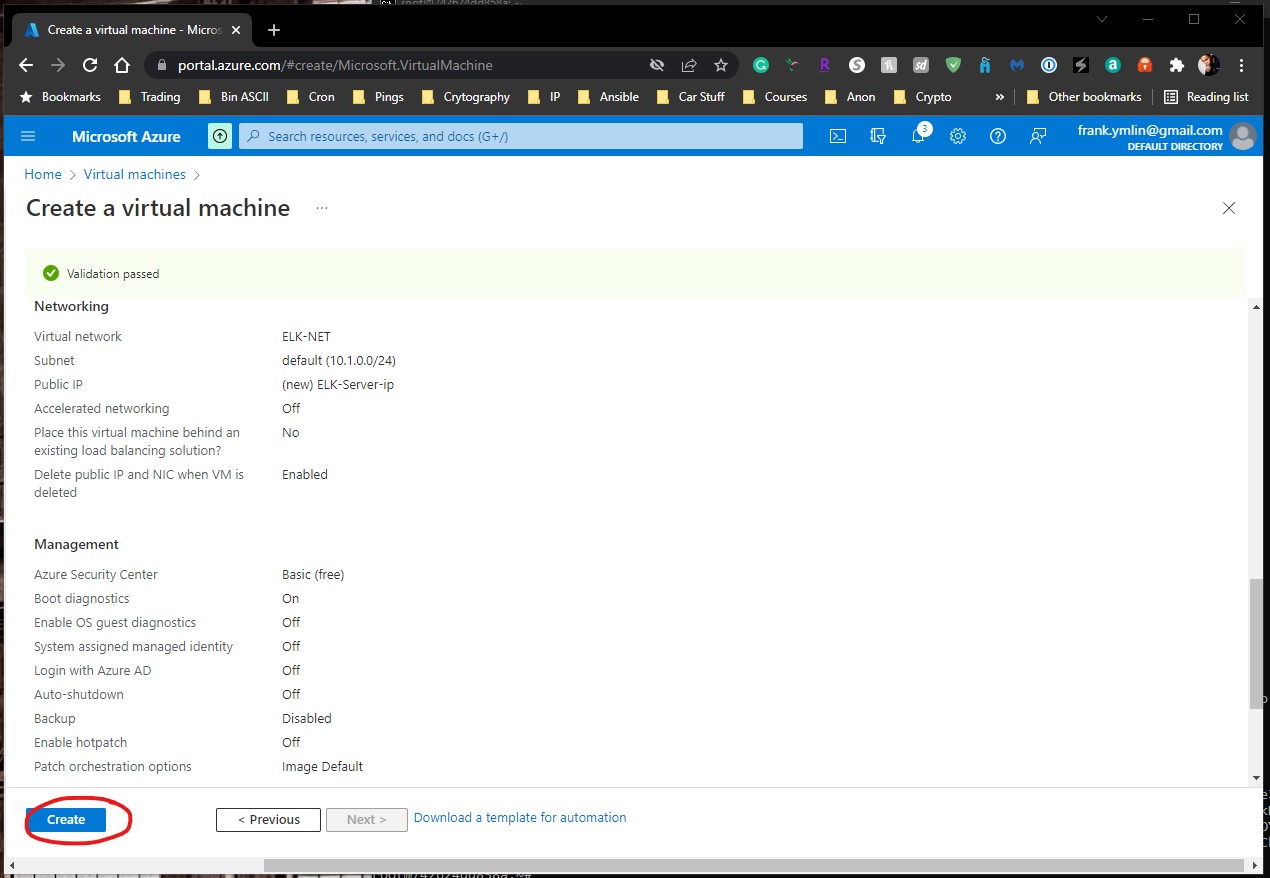 Create a virtual machine - Micros
portal.azure.com/#create/Microsoft.VirtualMachine
Bookmarks Trading Bin ASCII Cron Pings Crytography IP Ansible Car Stuff Courses Anon Crypto » Other bookmarks Reading list
Microsoft Azure Search resources, services, and docs (G+/) 3 frank.ymlin@gmail.com
DEFAULT DIRECTORY
Home > Virtual machines >
Create a virtual machine ...
Validation passed
Networking
Virtual network ELK-NET
Subnet default (10.1.0.0/24)
Public IP (new) ELK-Server-ip
Accelerated networking Off
Place this virtual machine behind an No
existing load balancing solution?
Delete public IP and NIC when VM is Enabled
deleted
Management
Azure Security Center Basic (free)
Boot diagnostics On
Enable OS guest diagnostics Off
System assigned managed identity Off
Login with Azure AD Off
Auto-shutdown Off
Backup Disabled
Enable hotpatch Off
Patch orchestration options Image Default
Create < Previous Next > Download a template for automation